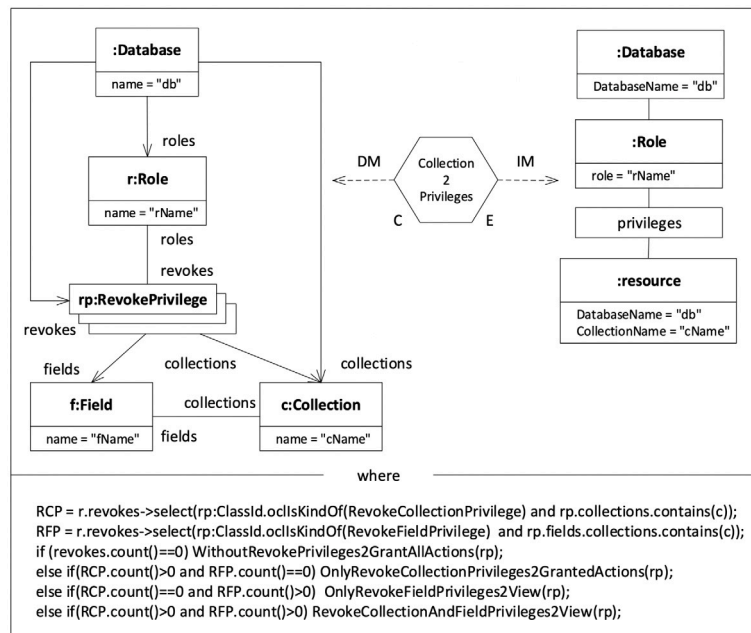 :Database
name = "db"
roles
r:Role
name = "rName"
roles
revokes
rp:RevokePrivilege
revokes
fields
collections
collections
f:Field
name = "fName"
collections
fields
c:Collection
name = "cName"
DM
Collection
2
Privileges
IM
C
E
:Database
DatabaseName = "db"
:Role
role = "rName"
privileges
:resource
DatabaseName = "db"
CollectionName = "cName"
where
RCP = r.revokes->select(rp:ClassId.oclIsKindOf(RevokeCollectionPrivilege) and rp.collections.contains(c));
RFP = r.revokes->select(rp:ClassId.oclIsKindOf(RevokeFieldPrivilege) and rp.fields.collections.contains(c));
if (revokes.count()==0) WithoutRevokePrivileges2GrantAllActions(rp);
else if(RCP.count()>0 and RFP.count()==0) OnlyRevokeCollectionPrivileges2GrantedActions(rp);
else if(RCP.count()==0 and RFP.count()>0) OnlyRevokeFieldPrivileges2View(rp);
else if(RCP.count()>0 and RFP.count()>0) RevokeCollectionAndFieldPrivileges2View(rp);